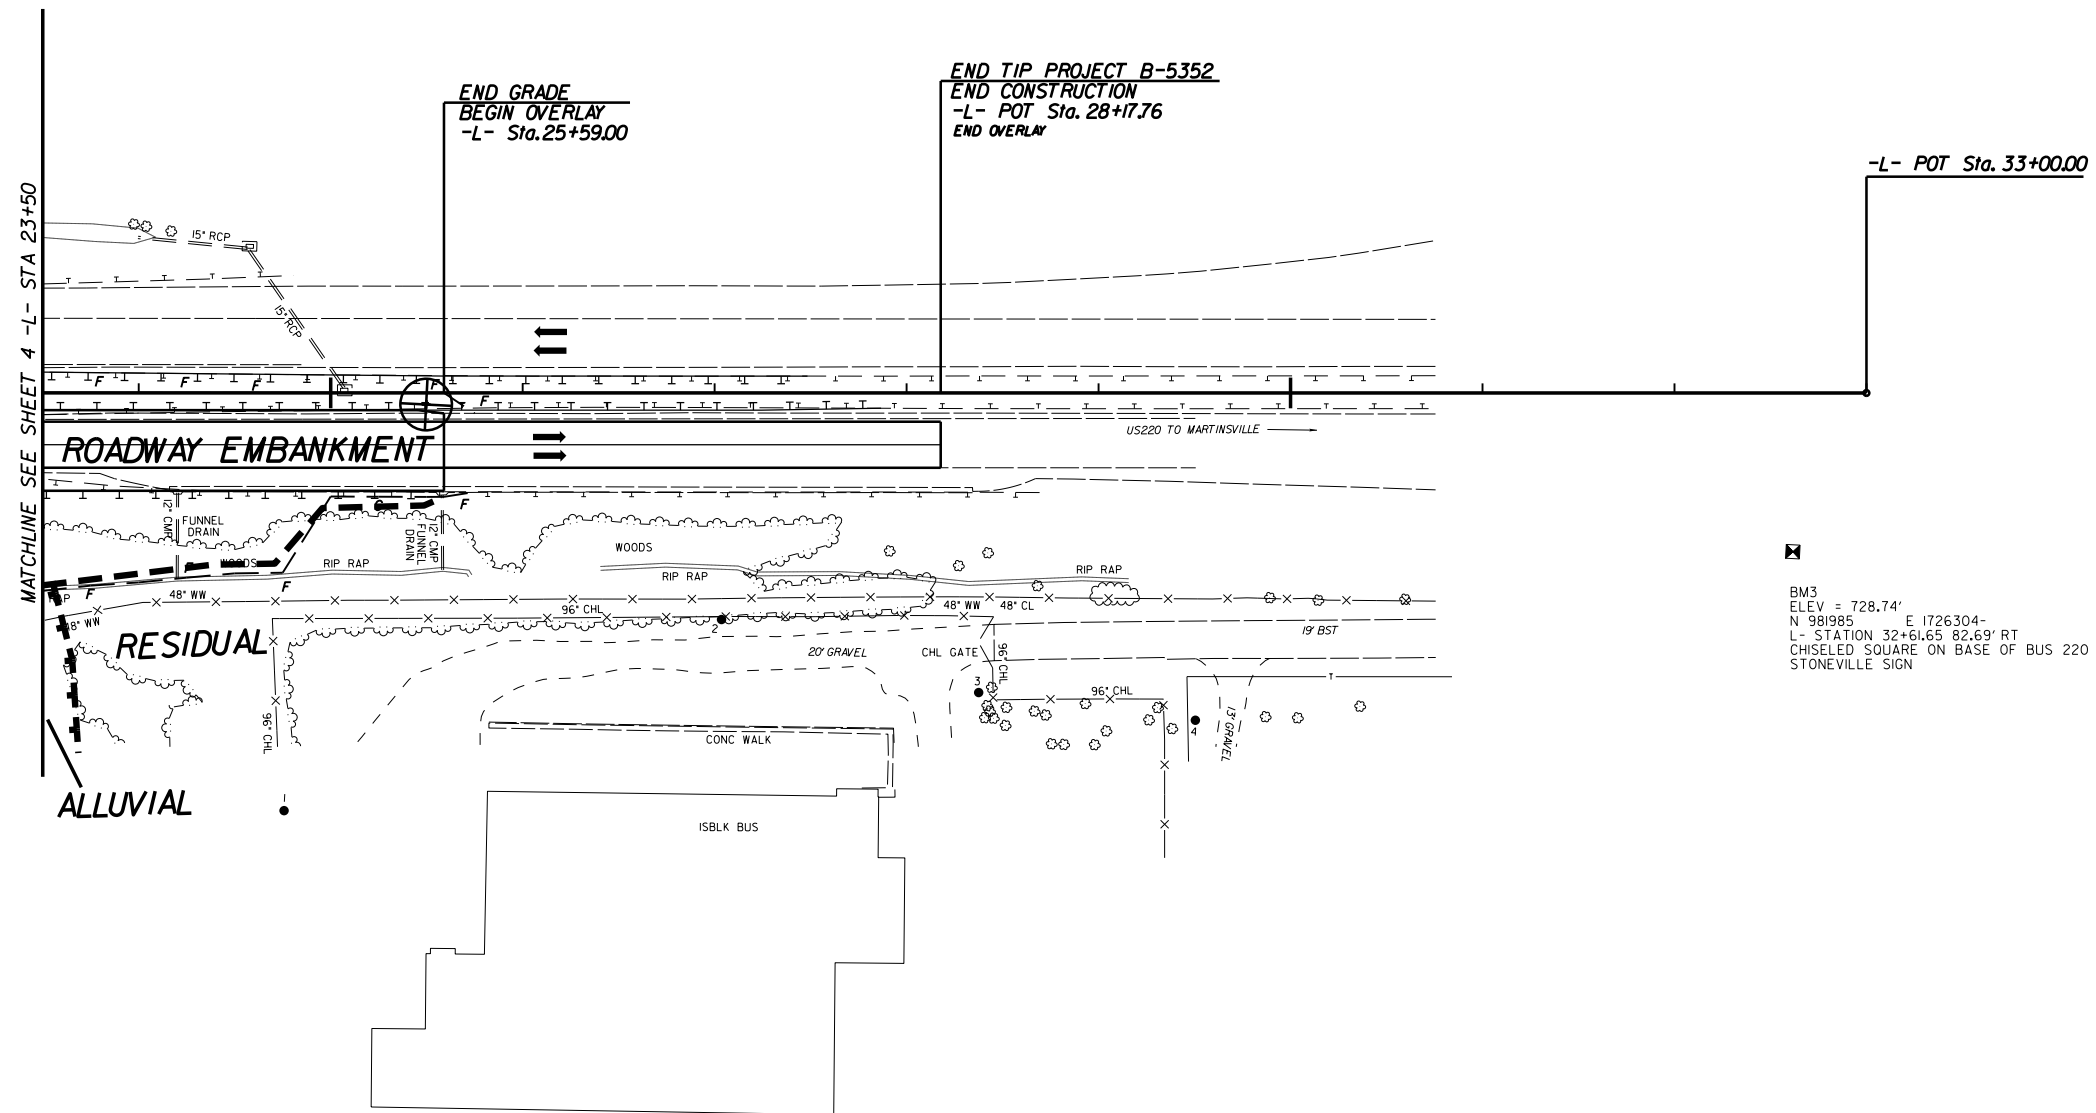 END GRADE
BEGIN OVERLAY
-L- Sta. 25+59.00
END TIP PROJECT B-5352
END CONSTRUCTION
-L- POT Sta. 28+17.76
END OVERLAY
-L- POT Sta. 33+00.00
MATCHLINE SEE SHEET 4 -L- STA 23+50
15" RCP
15" RCP
F
F
F
F
F
US220 TO MARTINSVILLE
ROADWAY EMBANKMENT
12" CMP
FUNNEL
DRAIN
12" CMP
FUNNEL
DRAIN
F
WOODS
WOODS
RIP RAP
RIP RAP
RIP RAP
F
F
F
RAP
48" WW
48" WW
96" CHL
48" WW
48" CL
2
RESIDUAL
20' GRAVEL
CHL GATE
96" CHL
19' BST
3
96" CHL
4
13' GRAVEL
96" CHL
CONC WALK
ALLUVIAL
ISBLK BUS
BM3
ELEV = 728.74'
N 981985 E 1726304-
L- STATION 32+61.65 82.69' RT
CHISELED SQUARE ON BASE OF BUS 220
STONEVILLE SIGN